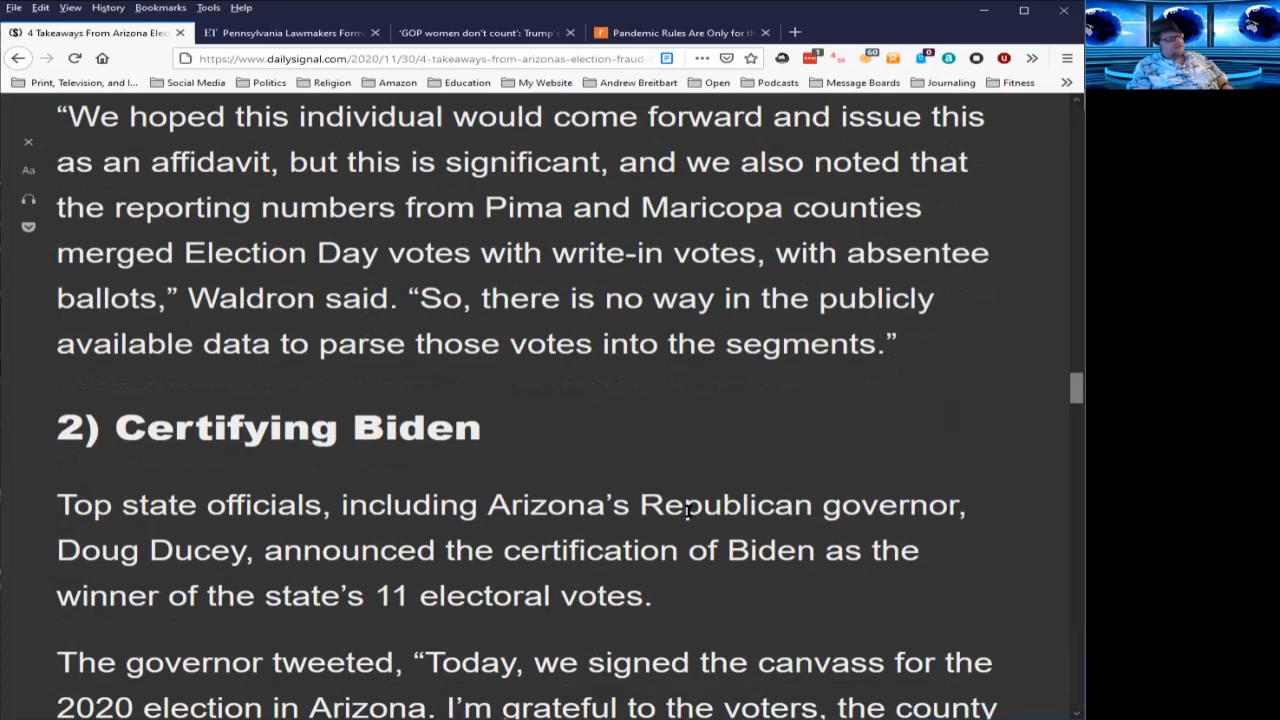 File Edit View History Bookmarks Tools Help
4 Takeaways From Arizona Elec
ET Pennsylvania Lawmakers Form
‘GOP women don’t count’: Trump’s
Pandemic Rules Are Only for th
https://www.dailysignal.com/2020/11/30/4-takeaways-from-arizonas-election-fraud-
Print, Television, and I... Social Media Politics Religion Amazon Education My Website Andrew Breitbart Open Podcasts Message Boards Journaling Fitness
“We hoped this individual would come forward and issue this
as an affidavit, but this is significant, and we also noted that
the reporting numbers from Pima and Maricopa counties
merged Election Day votes with write-in votes, with absentee
ballots,” Waldron said. “So, there is no way in the publicly
available data to parse those votes into the segments.”
2) Certifying Biden
Top state officials, including Arizona’s Republican governor,
Doug Ducey, announced the certification of Biden as the
winner of the state’s 11 electoral votes.
The governor tweeted, “Today, we signed the canvass for the
2020 election in Arizona. I’m grateful to the voters, the county